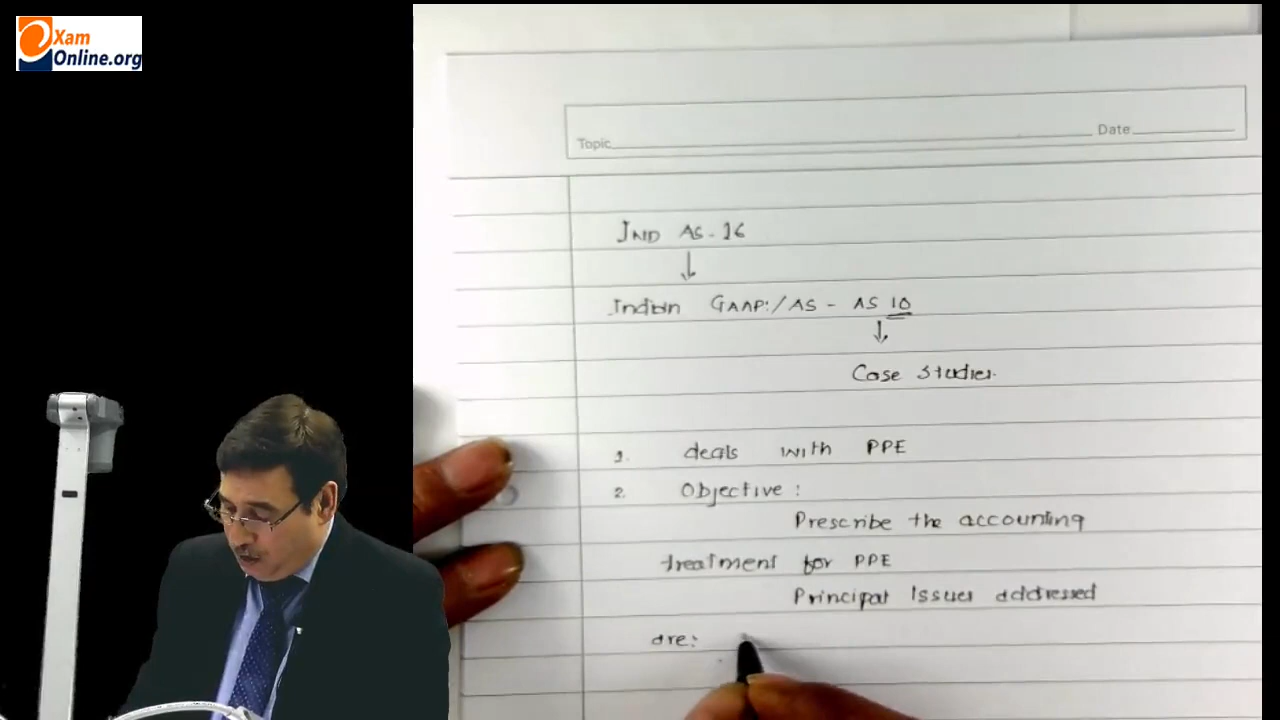 Xam
Online.org
Topic
Date
IND AS - 16
Indian GAAP:/AS - AS 10
Case Studies.
1. deals with PPE
2. Objective :
Prescribe the accounting
treatment for PPE
Principal Issues addressed
are: